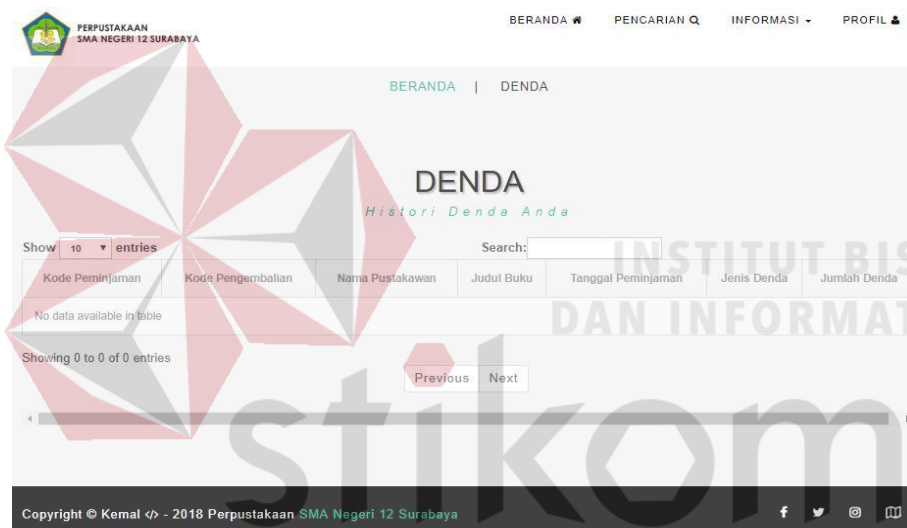 PERPUSTAKAAN
SMA NEGERI 12 SURABAYA
BERANDA PENCARIAN INFORMASI PROFIL
BERANDA | DENDA
DENDA
Histori Denda Anda
Show 10 entries Search:
Kode Peminjaman Kode Pengembalian Nama Pustakawan Judul Buku Tanggal Peminjaman Jenis Denda Jumlah Denda
No data available in table
Showing 0 to 0 of 0 entries
Previous Next
INSTITUT BIS
DAN INFORMAT
stikom
Copyright © Kemal </> - 2018 Perpustakaan SMA Negeri 12 Surabaya